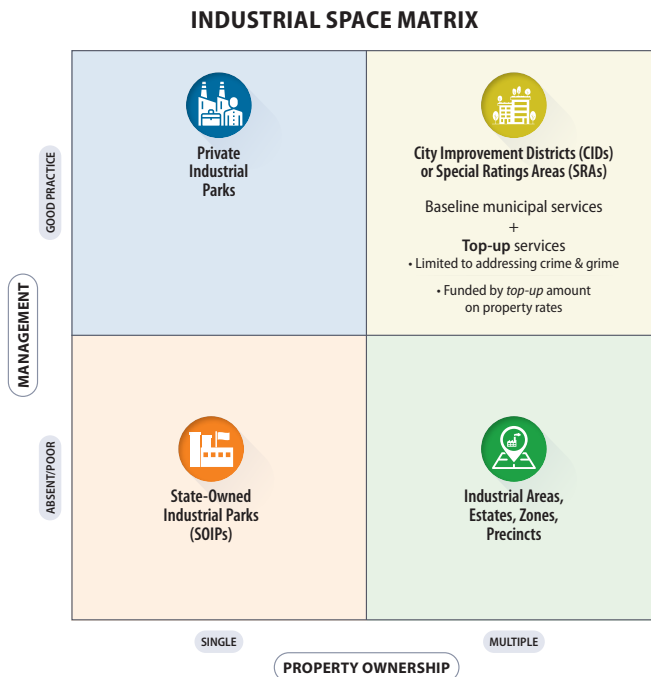 INDUSTRIAL SPACE MATRIX
MANAGEMENT
GOOD PRACTICE
Private
Industrial
Parks
City Improvement Districts (CIDs)
or Special Ratings Areas (SRAs)
Baseline municipal services
+
Top-up services
• Limited to addressing crime & grime
• Funded by top-up amount
on property rates
ABSENT/POOR
State-Owned
Industrial Parks
(SOIPs)
Industrial Areas,
Estates, Zones,
Precincts
SINGLE
MULTIPLE
PROPERTY OWNERSHIP